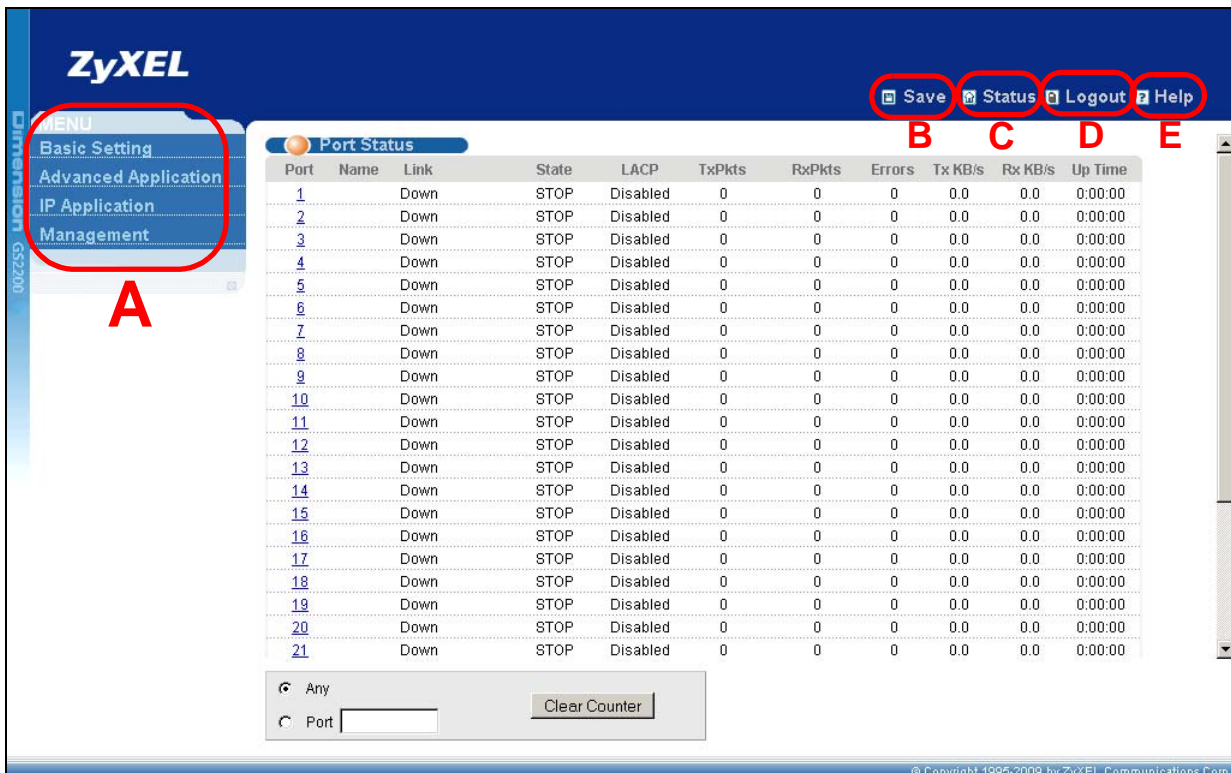 ZyXEL
Save Status Logout Help
B C D E
Dimension GS2200
MENU
Basic Setting
Advanced Application
IP Application
Management
A
Port Status
Port Name Link State LACP TxPkts RxPkts Errors Tx KB/s Rx KB/s Up Time
1 Down STOP Disabled 0 0 0 0.0 0.0 0:00:00
2 Down STOP Disabled 0 0 0 0.0 0.0 0:00:00
3 Down STOP Disabled 0 0 0 0.0 0.0 0:00:00
4 Down STOP Disabled 0 0 0 0.0 0.0 0:00:00
5 Down STOP Disabled 0 0 0 0.0 0.0 0:00:00
6 Down STOP Disabled 0 0 0 0.0 0.0 0:00:00
7 Down STOP Disabled 0 0 0 0.0 0.0 0:00:00
8 Down STOP Disabled 0 0 0 0.0 0.0 0:00:00
9 Down STOP Disabled 0 0 0 0.0 0.0 0:00:00
10 Down STOP Disabled 0 0 0 0.0 0.0 0:00:00
11 Down STOP Disabled 0 0 0 0.0 0.0 0:00:00
12 Down STOP Disabled 0 0 0 0.0 0.0 0:00:00
13 Down STOP Disabled 0 0 0 0.0 0.0 0:00:00
14 Down STOP Disabled 0 0 0 0.0 0.0 0:00:00
15 Down STOP Disabled 0 0 0 0.0 0.0 0:00:00
16 Down STOP Disabled 0 0 0 0.0 0.0 0:00:00
17 Down STOP Disabled 0 0 0 0.0 0.0 0:00:00
18 Down STOP Disabled 0 0 0 0.0 0.0 0:00:00
19 Down STOP Disabled 0 0 0 0.0 0.0 0:00:00
20 Down STOP Disabled 0 0 0 0.0 0.0 0:00:00
21 Down STOP Disabled 0 0 0 0.0 0.0 0:00:00
Any
Port
Clear Counter
© Copyright 1995-2009 by ZyXEL Communications Corp.